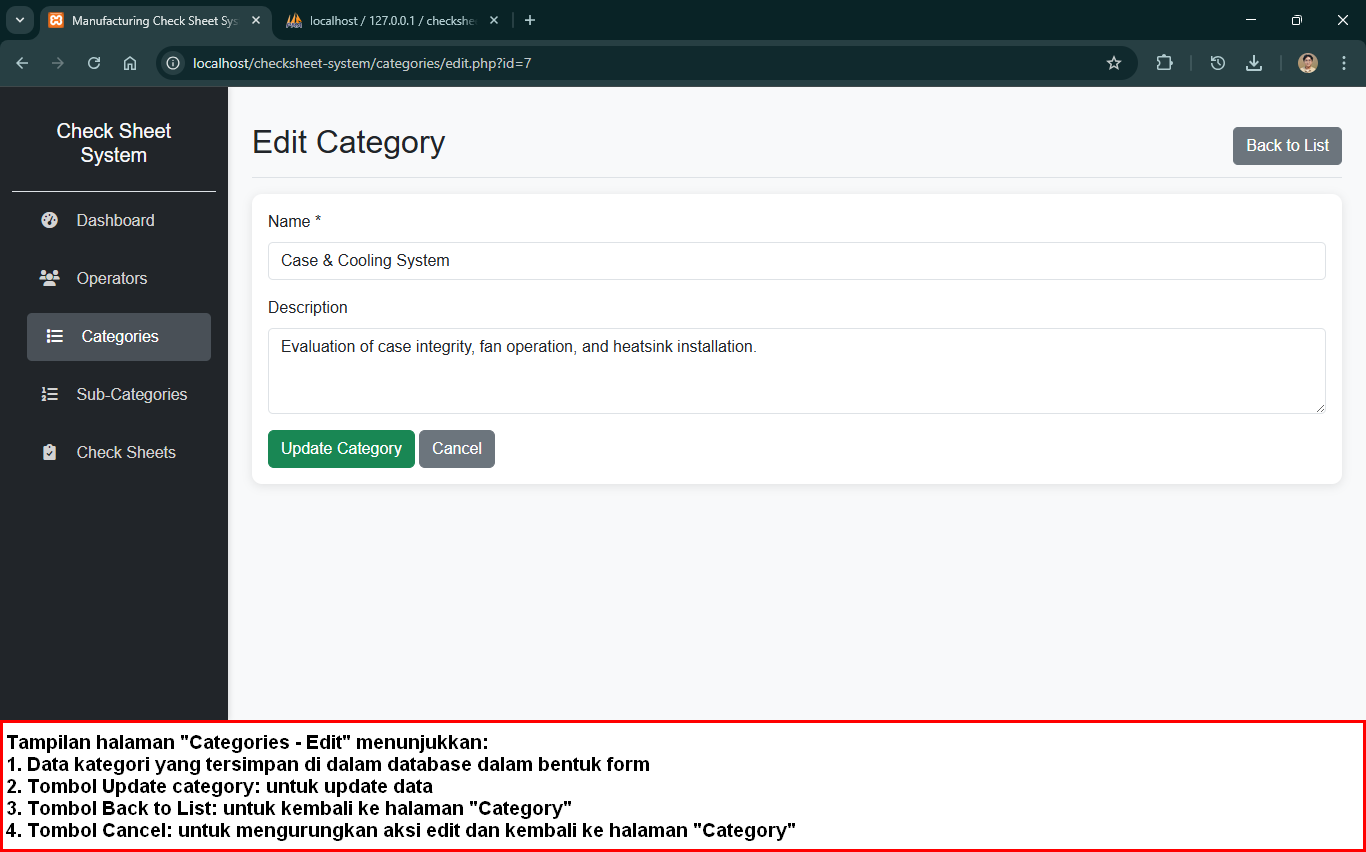 Manufacturing Check Sheet Sys
localhost / 127.0.0.1 / checkshe
localhost/checksheet-system/categories/edit.php?id=7
Check Sheet
System
Dashboard
Operators
Categories
Sub-Categories
Check Sheets
Edit Category
Back to List
Name *
Case & Cooling System
Description
Evaluation of case integrity, fan operation, and heatsink installation.
Update Category
Cancel
Tampilan halaman "Categories - Edit" menunjukkan:
1. Data kategori yang tersimpan di dalam database dalam bentuk form
2. Tombol Update category: untuk update data
3. Tombol Back to List: untuk kembali ke halaman "Category"
4. Tombol Cancel: untuk mengurungkan aksi edit dan kembali ke halaman "Category"